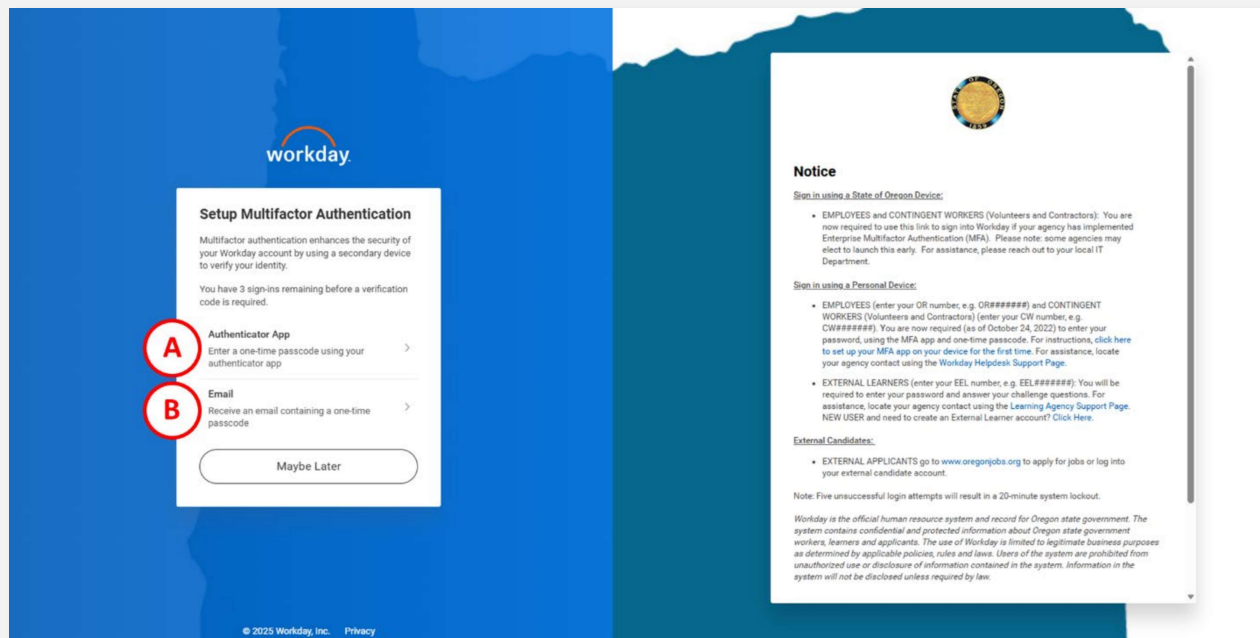 workday.
Setup Multifactor Authentication
Multifactor authentication enhances the security of
your Workday account by using a secondary device
to verify your identity.
You have 3 sign-ins remaining before a verification
code is required.
A
Authenticator App
Enter a one-time passcode using your
authenticator app
B
Email
Receive an email containing a one-time
passcode
Maybe Later
© 2025 Workday, Inc. Privacy
STATE OF OREGON
1859
Notice
Sign in using a State of Oregon Device:
• EMPLOYEES and CONTINGENT WORKERS (Volunteers and Contractors): You are
now required to use this link to sign into Workday if your agency has implemented
Enterprise Multifactor Authentication (MFA). Please note: some agencies may
elect to launch this early. For assistance, please reach out to your local IT
Department.
Sign in using a Personal Device:
• EMPLOYEES (enter your OR number, e.g. OR#######) and CONTINGENT
WORKERS (Volunteers and Contractors) (enter your CW number, e.g.
CW#######). You are now required (as of October 24, 2022) to enter your
password, using the MFA app and one-time passcode. For instructions, click here
to set up your MFA app on your device for the first time. For assistance, locate
your agency contact using the Workday Helpdesk Support Page.
• EXTERNAL LEARNERS (enter your EEL number, e.g. EEL#######): You will be
required to enter your password and answer your challenge questions. For
assistance, locate your agency contact using the Learning Agency Support Page.
NEW USER and need to create an External Learner account? Click Here.
External Candidates:
• EXTERNAL APPLICANTS go to www.oregonjobs.org to apply for jobs or log into
your external candidate account.
Note: Five unsuccessful login attempts will result in a 20-minute system lockout.
Workday is the official human resource system and record for Oregon state government. The
system contains confidential and protected information about Oregon state government
workers, learners and applicants. The use of Workday is limited to legitimate business purposes
as determined by applicable policies, rules and laws. Users of the system are prohibited from
unauthorized use or disclosure of information contained in the system. Information in the
system will not be disclosed unless required by law.